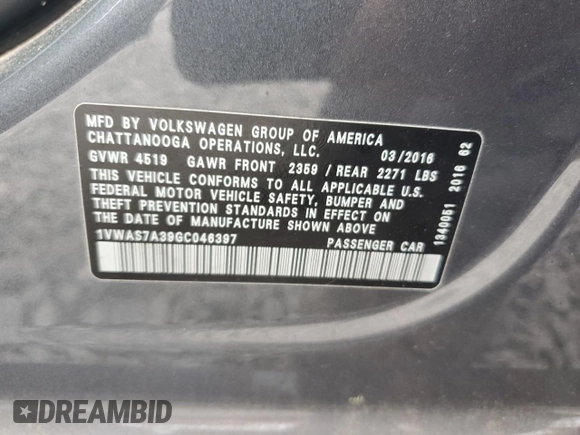 MFD BY VOLKSWAGEN GROUP OF AMERICA
CHATTANOOGA OPERATIONS, LLC. 03/2016
GVWR 4519 GAWR FRONT 2359 / REAR 2271 LBS
THIS VEHICLE CONFORMS TO ALL APPLICABLE U.S.
FEDERAL MOTOR VEHICLE SAFETY, BUMPER AND
THEFT PREVENTION STANDARDS IN EFFECT ON
THE DATE OF MANUFACTURE SHOWN ABOVE
1VWAS7A39GC046397 PASSENGER CAR
1340051 2016 62
DREAMBID